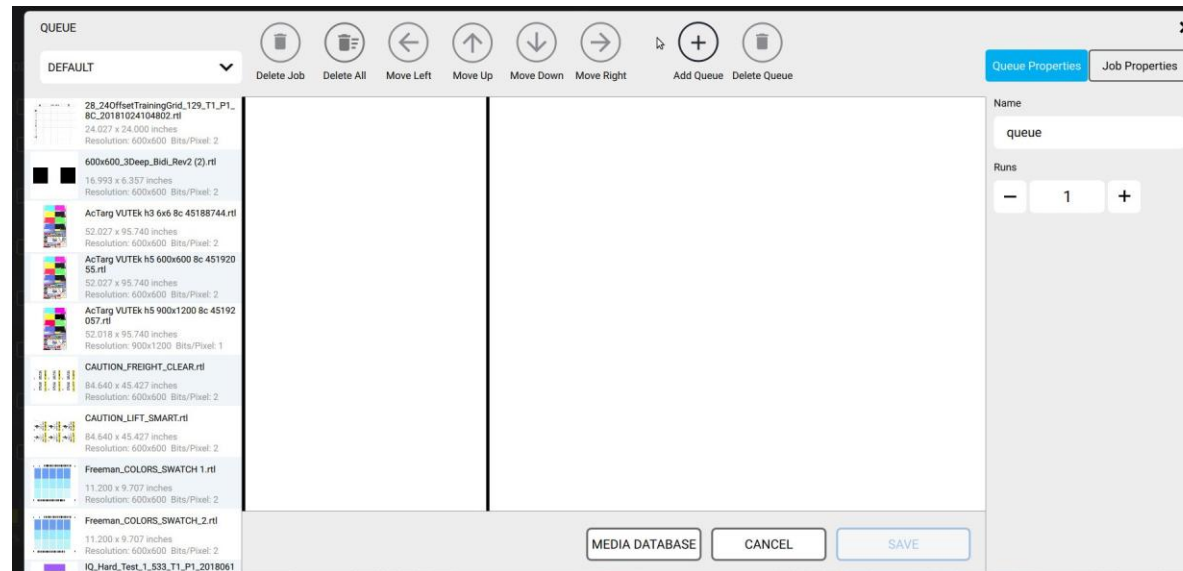 QUEUE
DEFAULT
Delete Job
Delete All
Move Left
Move Up
Move Down
Move Right
Add Queue
Delete Queue
Queue Properties
Job Properties
28_24OffsetTrainingGrid_129_T1_P1_
8C_20181024104802.rtl
24.027 x 24.000 inches
Resolution: 600x600 Bits/Pixel: 2
600x600_3Deep_Bidi_Rev2 (2).rtl
16.993 x 6.357 inches
Resolution: 600x600 Bits/Pixel: 2
AcTarg VUTEk h3 6x6 8c 45188744.rtl
52.027 x 95.740 inches
Resolution: 600x600 Bits/Pixel: 2
AcTarg VUTEk h5 600x600 8c 451920
55.rtl
52.027 x 95.740 inches
Resolution: 600x600 Bits/Pixel: 2
AcTarg VUTEk h5 900x1200 8c 45192
057.rtl
52.018 x 95.740 inches
Resolution: 900x1200 Bits/Pixel: 1
CAUTION_FREIGHT_CLEAR.rtl
84.640 x 45.427 inches
Resolution: 600x600 Bits/Pixel: 2
CAUTION_LIFT_SMART.rtl
84.640 x 45.427 inches
Resolution: 600x600 Bits/Pixel: 2
Freeman_COLORS_SWATCH 1.rtl
11.200 x 9.707 inches
Resolution: 600x600 Bits/Pixel: 2
Freeman_COLORS_SWATCH_2.rtl
11.200 x 9.707 inches
Resolution: 600x600 Bits/Pixel: 2
IQ_Hard_Test_1_533_T1_P1_2018061
Name
queue
Runs
1
MEDIA DATABASE
CANCEL
SAVE